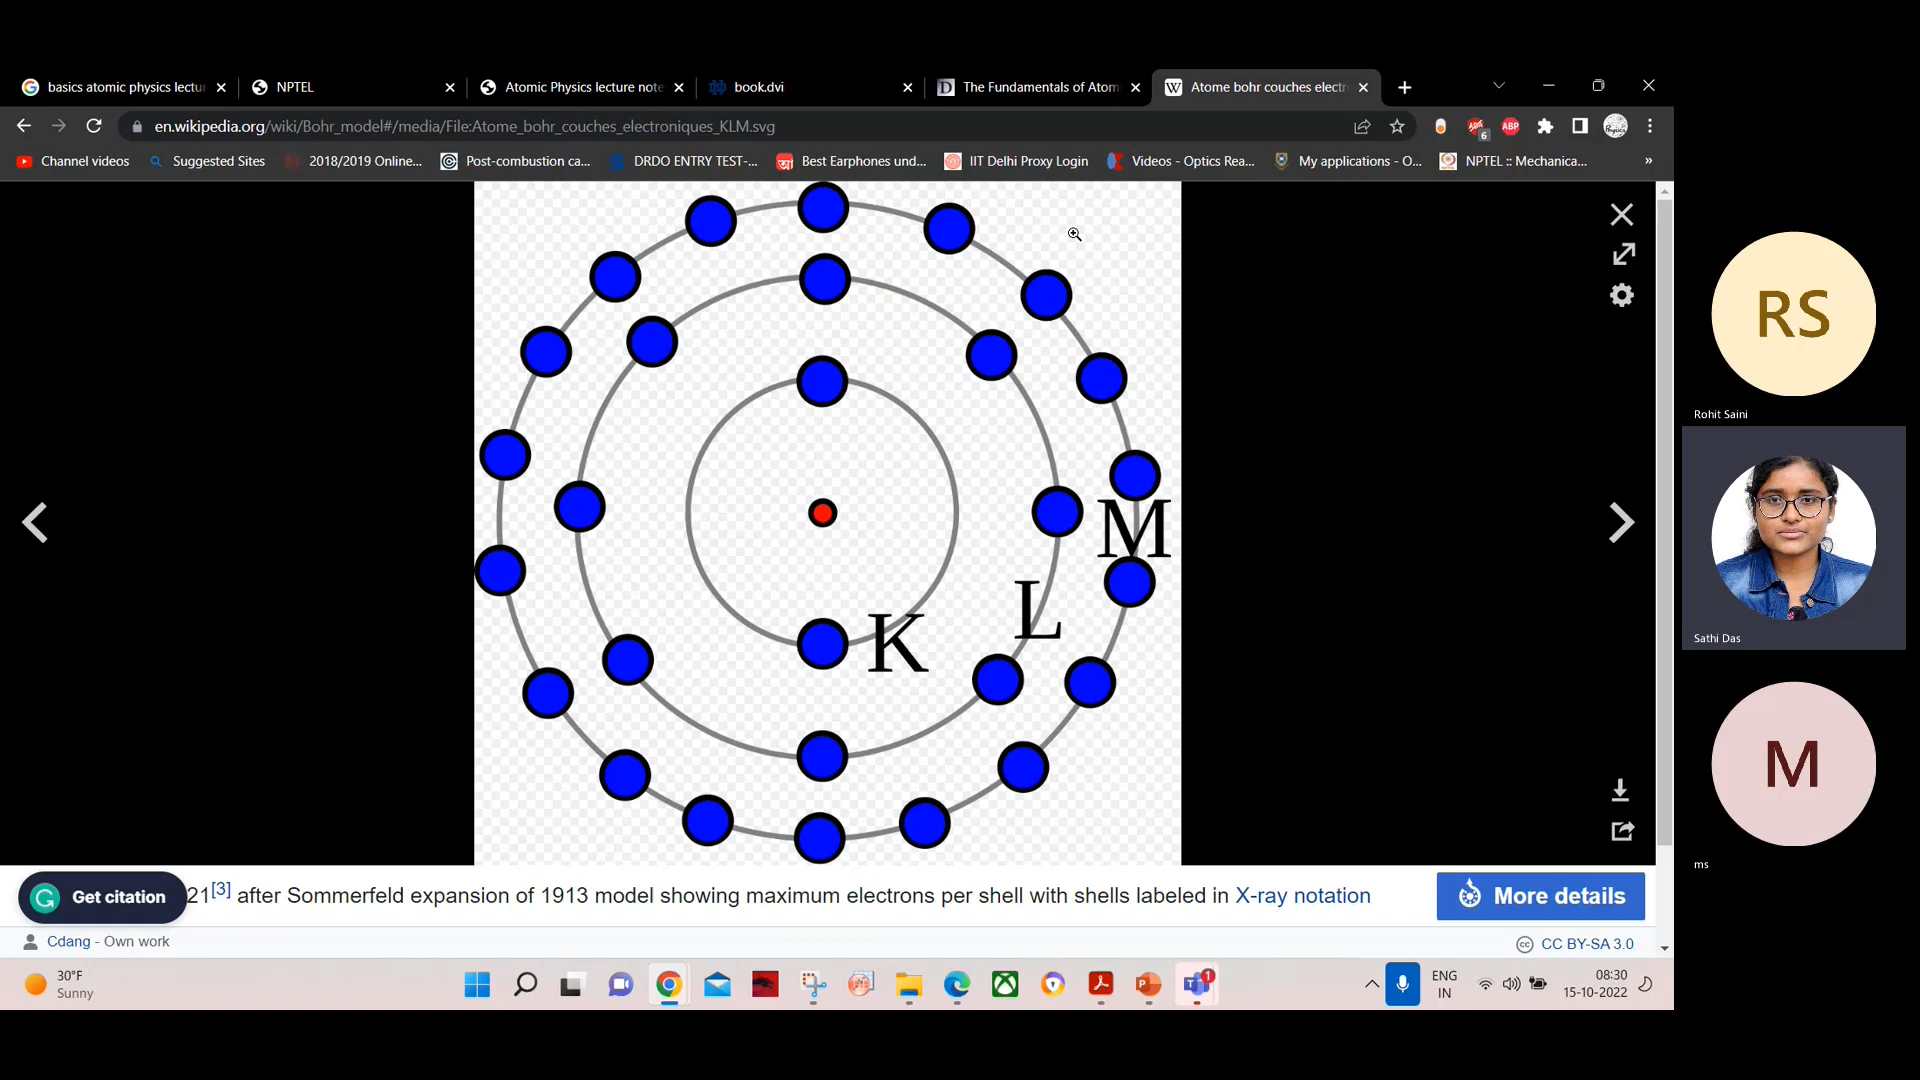 basics atomic physics lectur
NPTEL
Atomic Physics lecture note
book.dvi
The Fundamentals of Atom
Atome bohr couches electr
en.wikipedia.org/wiki/Bohr_model#/media/File:Atome_bohr_couches_electroniques_KLM.svg
6
ABP
Channel videos
Suggested Sites
2018/2019 Online...
Post-combustion ca...
DRDO ENTRY TEST-...
Best Earphones und...
IIT Delhi Proxy Login
Videos - Optics Rea...
My applications - O...
NPTEL :: Mechanica...
»
M
L
K
RS
Rohit Saini
Sathi Das
M
ms
Get citation
21[3] after Sommerfeld expansion of 1913 model showing maximum electrons per shell with shells labeled in X-ray notation
More details
Cdang - Own work
CC BY-SA 3.0
30°F
Sunny
1
ENG
IN
08:30
15-10-2022